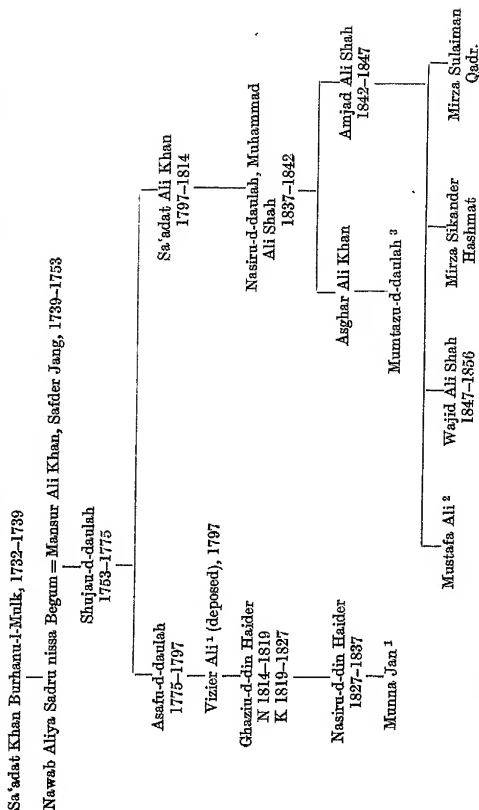 Sa‘adat Khan Burhanu-l-Mulk, 1732–1739
Nawab Aliya Sadru nissa Begum = Mansur Ali Khan, Safder Jang, 1739–1753
Shujau-d-daulah
1753–1775
Asafu-d-daulah
1775–1797
Vizier Ali ¹ (deposed), 1797
Ghaziu-d-din Haider
N 1814–1819
K 1819–1827
Nasiru-d-din Haider
1827–1837
Munna Jan ¹
Sa‘adat Ali Khan
1797–1814
Nasiru-d-daulah, Muhammad
Ali Shah
1837–1842
Asghar Ali Khan
Mumtazu-d-daulah ³
Amjad Ali Shah
1842–1847
Mustafa Ali ²
Wajid Ali Shah
1847–1856
Mirza Sikander
Hashmat
Mirza Sulaiman
Qadr.